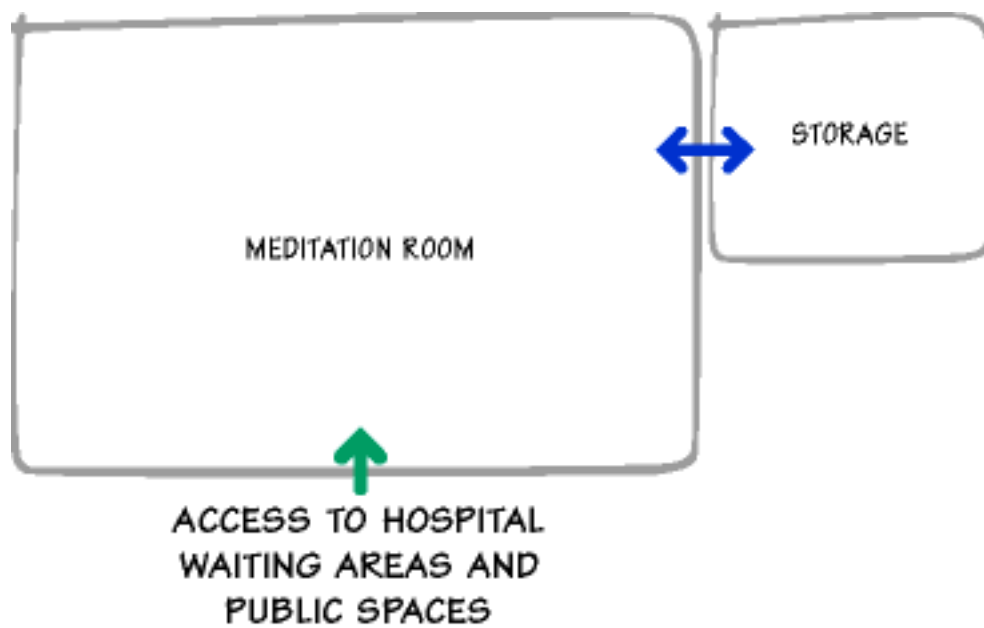 STORAGE
MEDITATION ROOM
ACCESS TO HOSPITAL
WAITING AREAS AND
PUBLIC SPACES